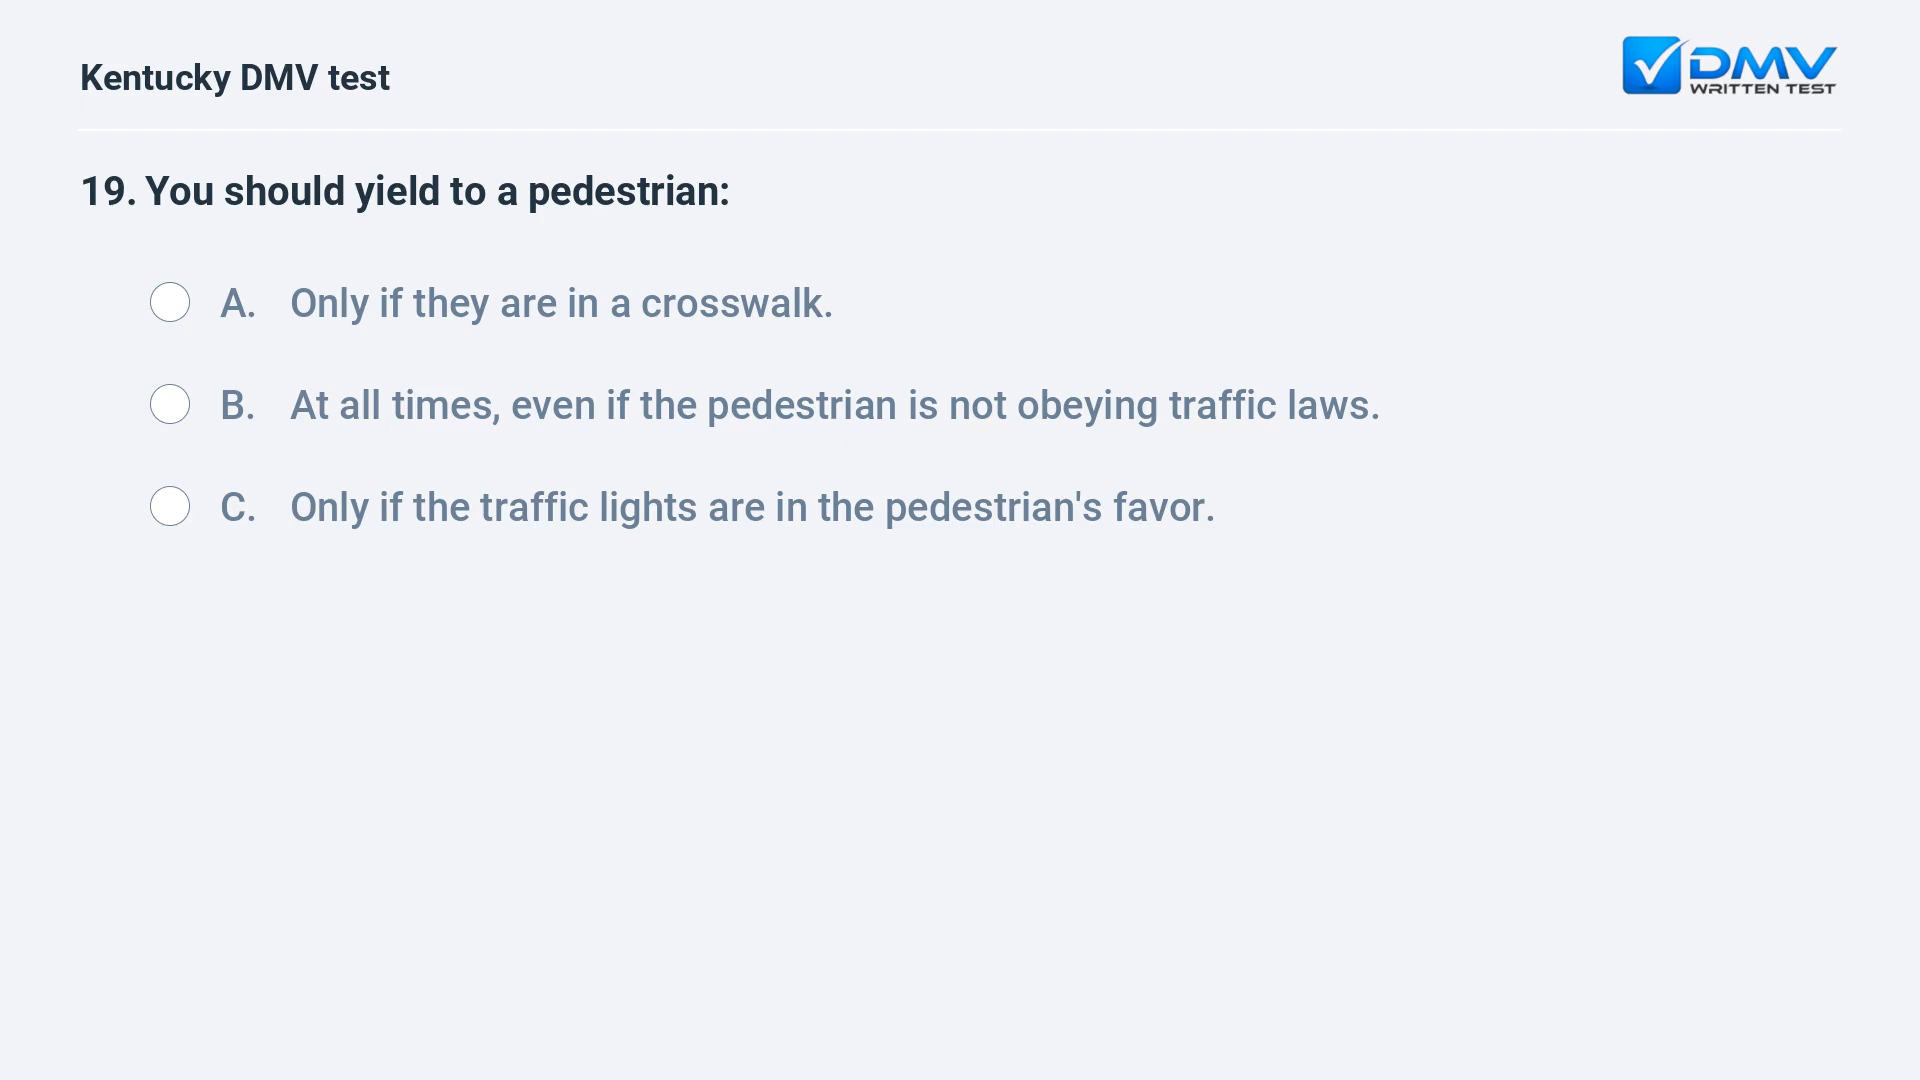 Kentucky DMV test
DMV
WRITTEN TEST
19. You should yield to a pedestrian:
A. Only if they are in a crosswalk.
B. At all times, even if the pedestrian is not obeying traffic laws.
C. Only if the traffic lights are in the pedestrian's favor.